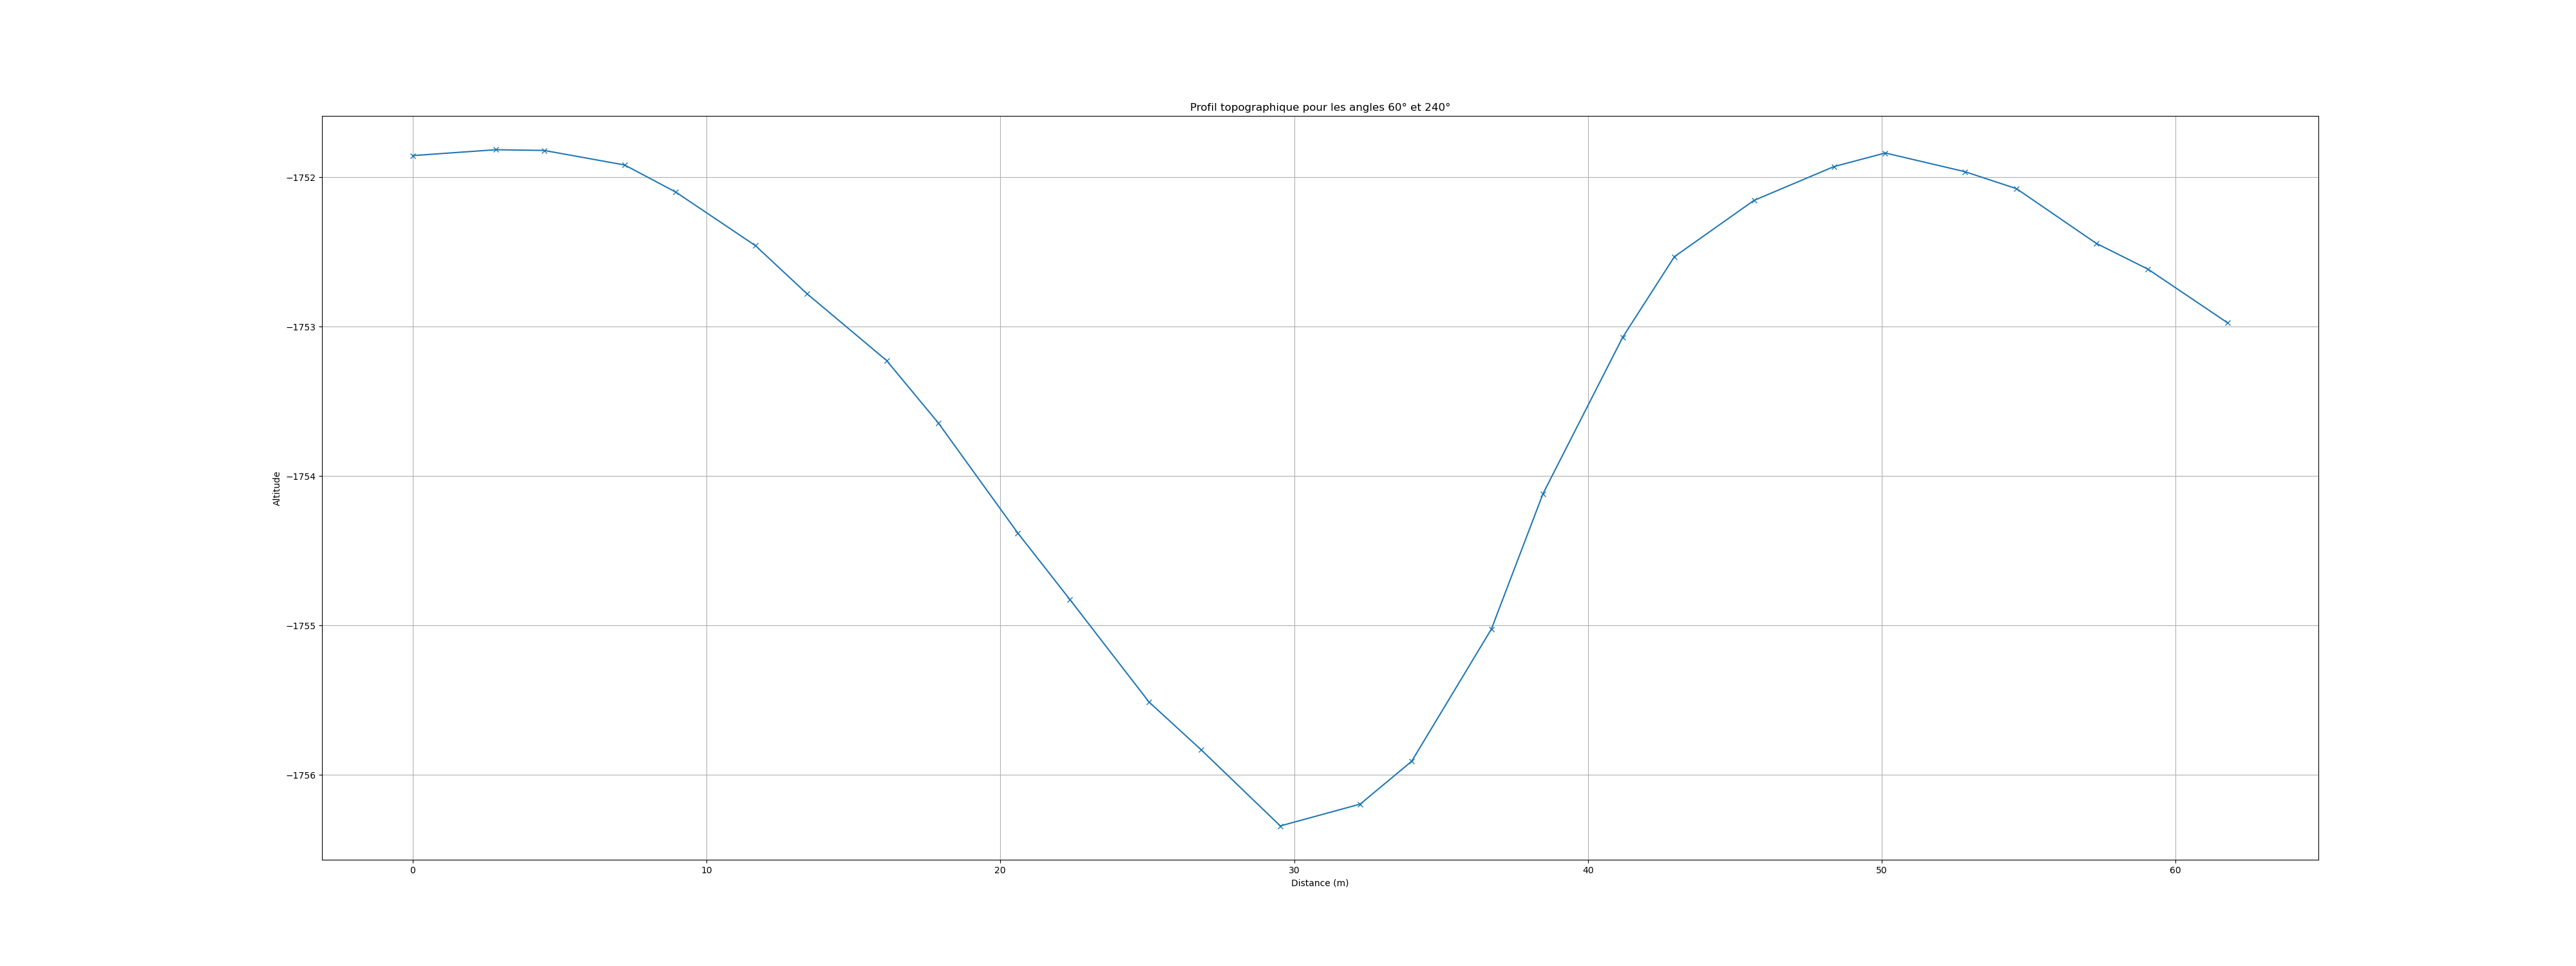 Profil topographique pour les angles 60° et 240°
Altitude
−1752
−1753
−1754
−1755
−1756
0 10 20 30 40 50 60
Distance (m)